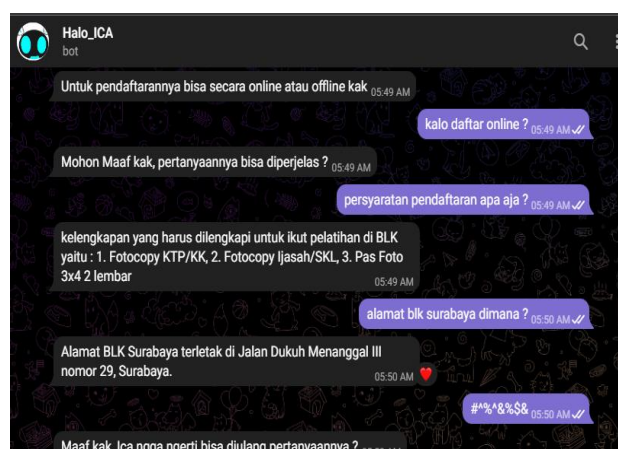 Halo_ICA
bot
Untuk pendaftarannya bisa secara online atau offline kak 05:49 AM
kalo daftar online ? 05:49 AM
Mohon Maaf kak, pertanyaannya bisa diperjelas ? 05:49 AM
persyaratan pendaftaran apa aja ? 05:49 AM
kelengkapan yang harus dilengkapi untuk ikut pelatihan di BLK
yaitu : 1. Fotocopy KTP/KK, 2. Fotocopy Ijasah/SKL, 3. Pas Foto
3x4 2 lembar
05:49 AM
alamat blk surabaya dimana ? 05:50 AM
Alamat BLK Surabaya terletak di Jalan Dukuh Menanggal III
nomor 29, Surabaya.
05:50 AM
#^%^&%$& 05:50 AM
Maaf kak, Ica ngga ngerti bisa diulang pertanyaannya ?